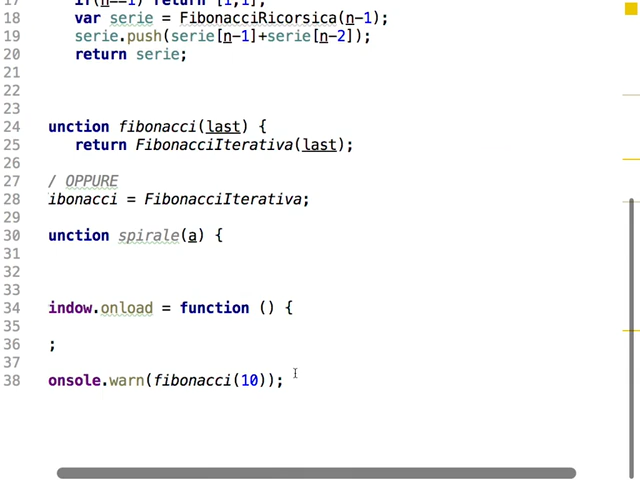 17 if(n==1) return [1,1];
18 var serie = FibonacciRicorsica(n-1);
19 serie.push(serie[n-1]+serie[n-2]);
20 return serie;
21
22
23
24 unction fibonacci(last) {
25 return FibonacciIterativa(last);
26
27 / OPPURE
28 ibonacci = FibonacciIterativa;
29
30 unction spirale(a) {
31
32
33
34 indow.onload = function () {
35
36 ;
37
38 onsole.warn(fibonacci(10));